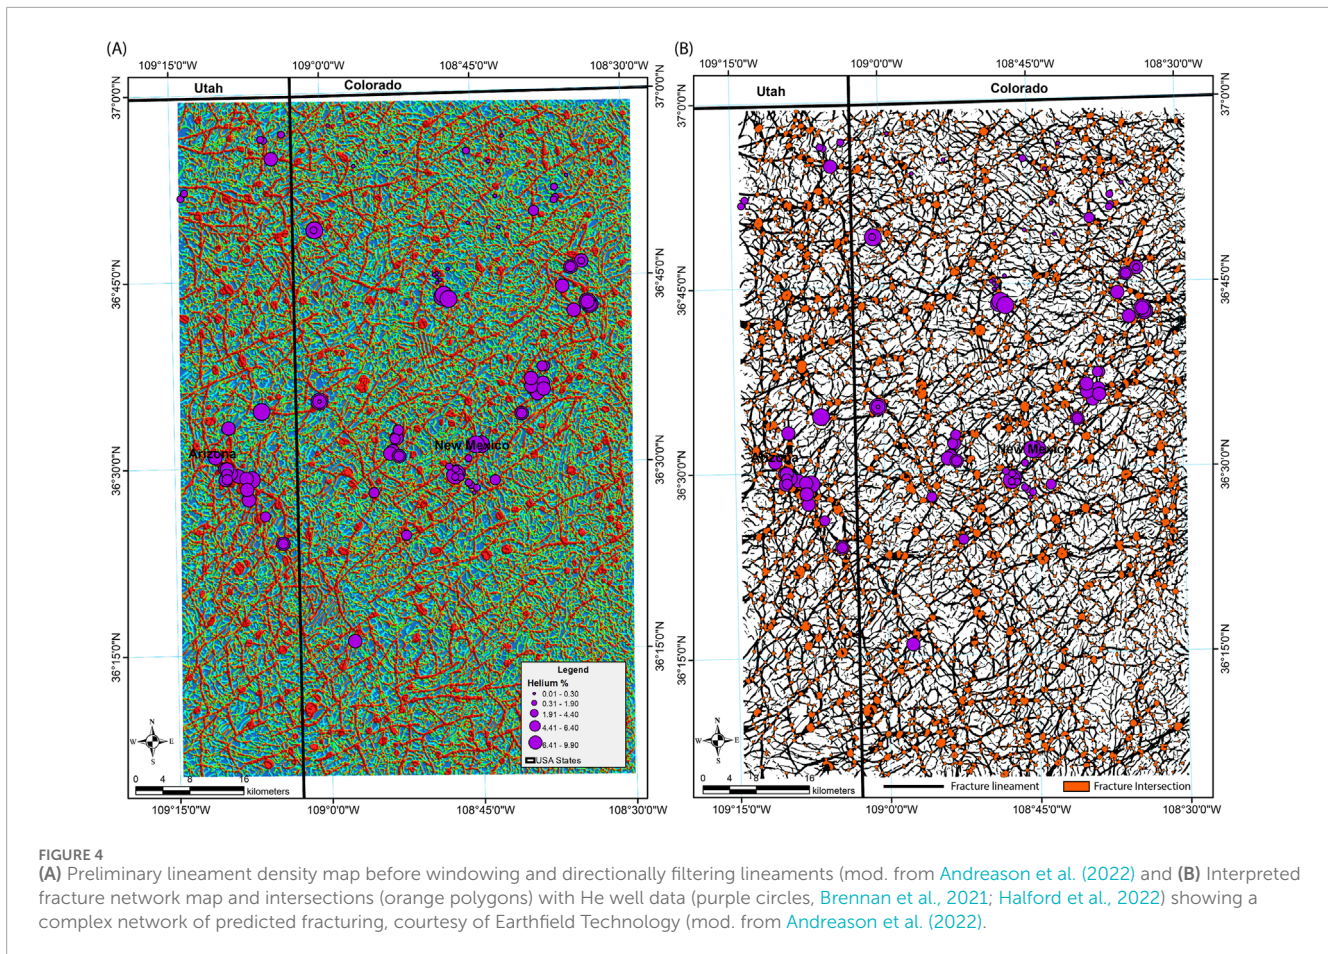 (A)
109°15'0"W
109°0'0"W
108°45'0"W
108°30'0"W
Utah
Colorado
37°0'0"N
37°0'0"N
36°45'0"N
36°45'0"N
Arizona
New Mexico
36°30'0"N
36°30'0"N
36°15'0"N
36°15'0"N
Legend
Helium %
0.01 - 0.30
0.31 - 1.90
1.91 - 4.40
4.41 - 6.40
6.41 - 9.90
USA States
N
W
E
S
0
4
8
16
kilometers
109°15'0"W
109°0'0"W
108°45'0"W
108°30'0"W
(B)
109°15'0"W
109°0'0"W
108°45'0"W
108°30'0"W
Utah
Colorado
37°0'0"N
37°0'0"N
36°45'0"N
36°45'0"N
Arizona
New Mexico
36°30'0"N
36°30'0"N
36°15'0"N
36°15'0"N
N
W
E
S
0
4
8
16
kilometers
Fracture lineament
Fracture Intersection
109°15'0"W
109°0'0"W
108°45'0"W
108°30'0"W
FIGURE 4
(A) Preliminary lineament density map before windowing and directionally filtering lineaments (mod. from Andreason et al. (2022) and (B) Interpreted
fracture network map and intersections (orange polygons) with He well data (purple circles, Brennan et al., 2021; Halford et al., 2022) showing a
complex network of predicted fracturing, courtesy of Earthfield Technology (mod. from Andreason et al. (2022).